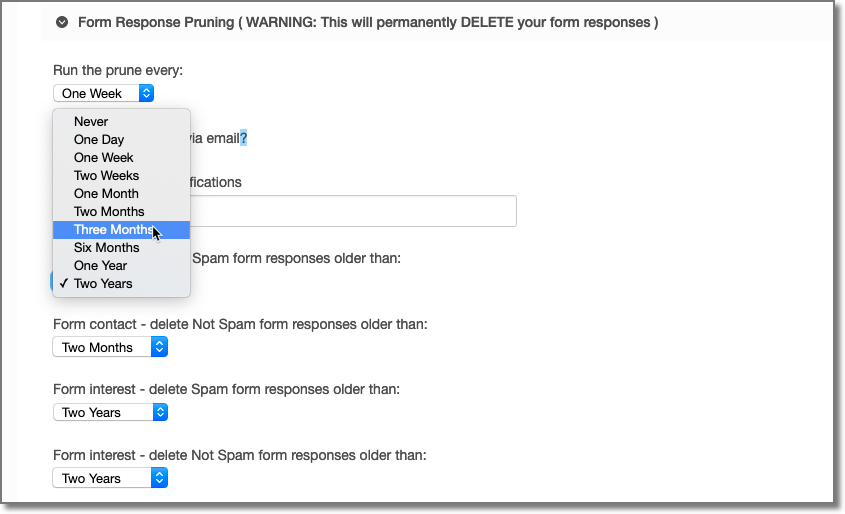 Form Response Pruning ( WARNING: This will permanently DELETE your form responses )
Run the prune every:
One Week
Never
One Day
via email?
One Week
Two Weeks
fications
One Month
Two Months
Three Months
Six Months
Spam form responses older than:
One Year
✓ Two Years
Form contact - delete Not Spam form responses older than:
Two Months
Form interest - delete Spam form responses older than:
Two Years
Form interest - delete Not Spam form responses older than:
Two Years